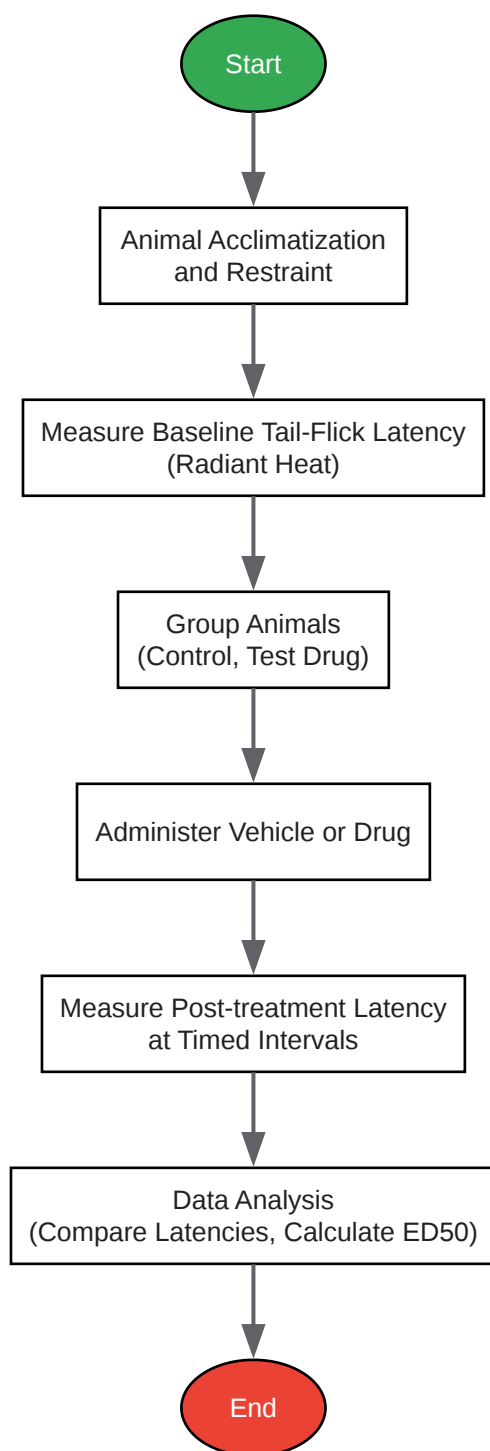 Start
Animal Acclimatization
and Restraint
Measure Baseline Tail-Flick Latency
(Radiant Heat)
Group Animals
(Control, Test Drug)
Administer Vehicle or Drug
Measure Post-treatment Latency
at Timed Intervals
Data Analysis
(Compare Latencies, Calculate ED50)
End